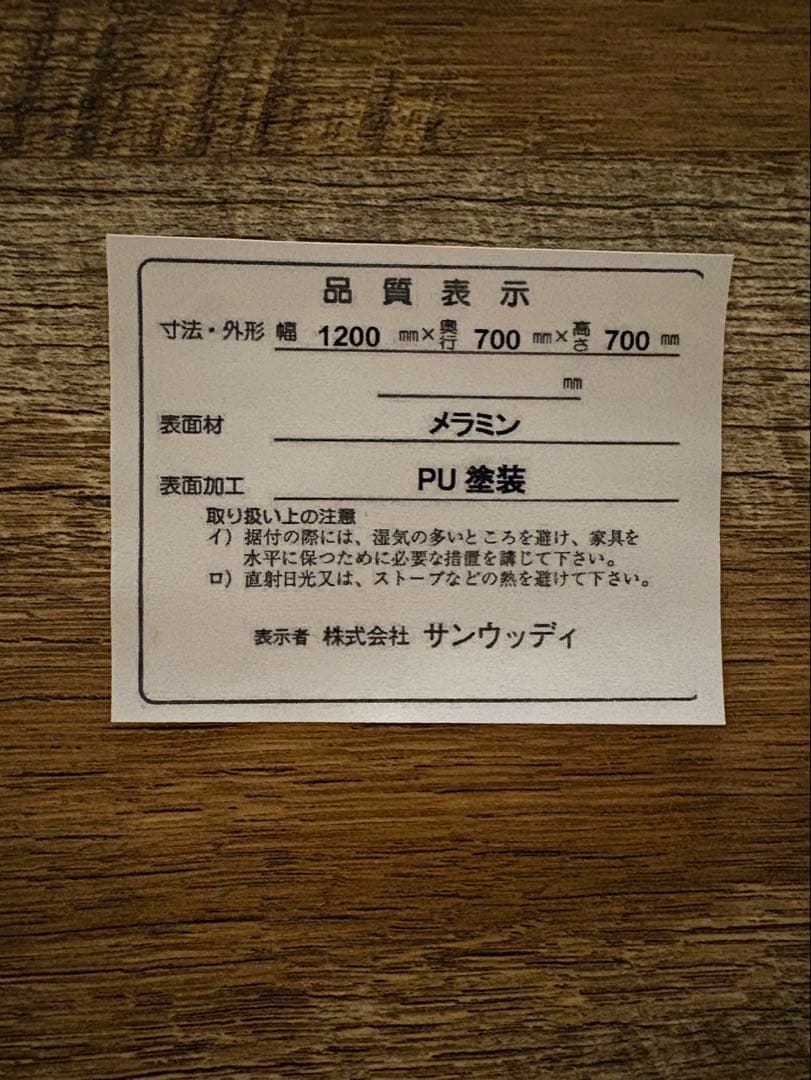 品質表示
寸法・外形 幅 1200 ㎜×奥行 700 ㎜×高さ 700 ㎜
㎜
表面材 メラミン
表面加工 PU塗装
取り扱い上の注意
イ）据付の際には、湿気の多いところを避け、家具を
水平に保つために必要な措置を講じて下さい。
ロ）直射日光又は、ストーブなどの熱を避けて下さい。
表示者 株式会社 サンウッディ